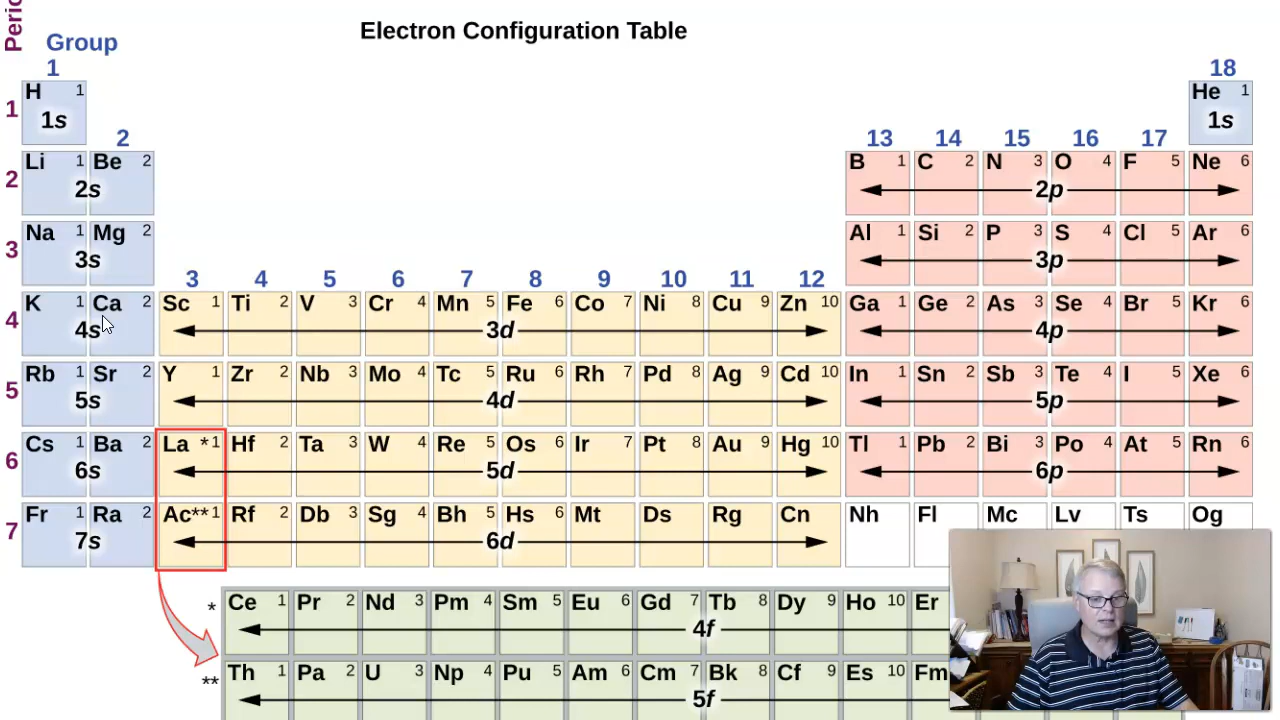 Electron Configuration Table
Group
1 18
H 1 He 1
1 1s 1s
2 13 14 15 16 17
Li 1 Be 2 B 1 C 2 N 3 O 4 F 5 Ne 6
2 2s 2p
Na 1 Mg 2 Al 1 Si 2 P 3 S 4 Cl 5 Ar 6
3 3s 3p
3 4 5 6 7 8 9 10 11 12
K 1 Ca 2 Sc 1 Ti 2 V 3 Cr 4 Mn 5 Fe 6 Co 7 Ni 8 Cu 9 Zn 10 Ga 1 Ge 2 As 3 Se 4 Br 5 Kr 6
4 4s 3d 4p
Rb 1 Sr 2 Y 1 Zr 2 Nb 3 Mo 4 Tc 5 Ru 6 Rh 7 Pd 8 Ag 9 Cd 10 In 1 Sn 2 Sb 3 Te 4 I 5 Xe 6
5 5s 4d 5p
Cs 1 Ba 2 La *1 Hf 2 Ta 3 W 4 Re 5 Os 6 Ir 7 Pt 8 Au 9 Hg 10 Tl 1 Pb 2 Bi 3 Po 4 At 5 Rn 6
6 6s 5d 6p
Fr 1 Ra 2 Ac**1 Rf 2 Db 3 Sg 4 Bh 5 Hs 6 Mt Ds Rg Cn Nh Fl Mc Lv Ts Og
7 7s 6d
* Ce 1 Pr 2 Nd 3 Pm 4 Sm 5 Eu 6 Gd 7 Tb 8 Dy 9 Ho 10 Er
4f
** Th 1 Pa 2 U 3 Np 4 Pu 5 Am 6 Cm 7 Bk 8 Cf 9 Es 10 Fm
5f